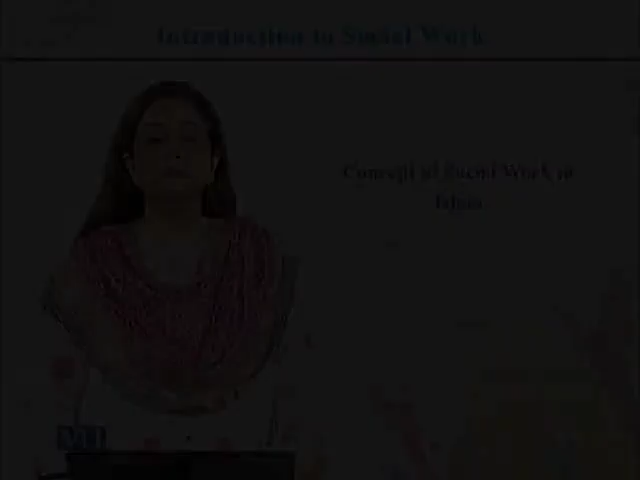 Introduction to Social Work
Concept of Social Work in
Islam